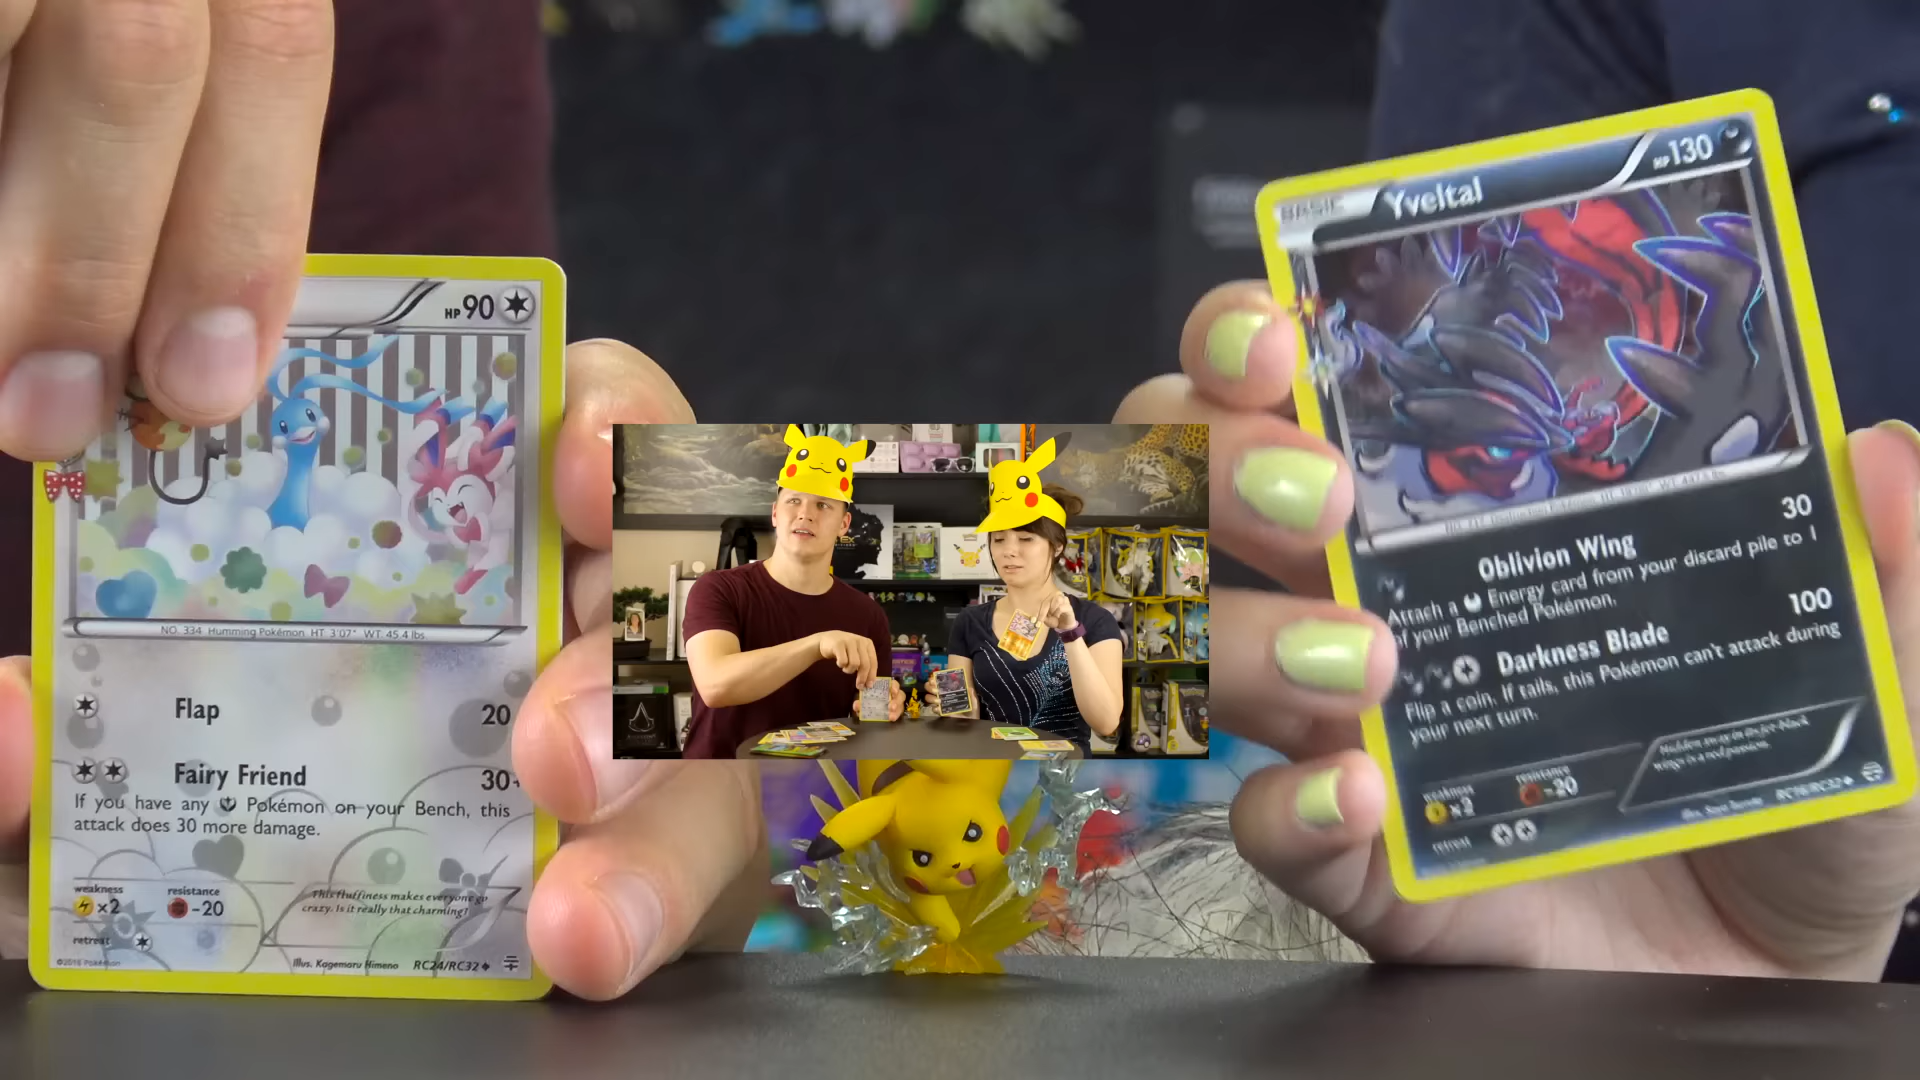 HP 90
NO. 334 Humming Pokémon. HT: 3'07" WT: 45.4 lbs.
Flap 20
Fairy Friend 30+
If you have any Pokémon on your Bench, this
attack does 30 more damage.
weakness resistance
×2 -20
This fluffiness makes everyone go
crazy. Is it really that charming?
retreat
©2016 Pokémon
Illus. Kagemaru Himeno RC24/RC32
BASIC Yveltal HP 130
Oblivion Wing 30
Attach a Energy card from your discard pile to 1
of your Benched Pokémon.
Darkness Blade 100
Flip a coin. If tails, this Pokémon can't attack during
your next turn.
weakness resistance
×2 -20
retreat
RC16/RC32